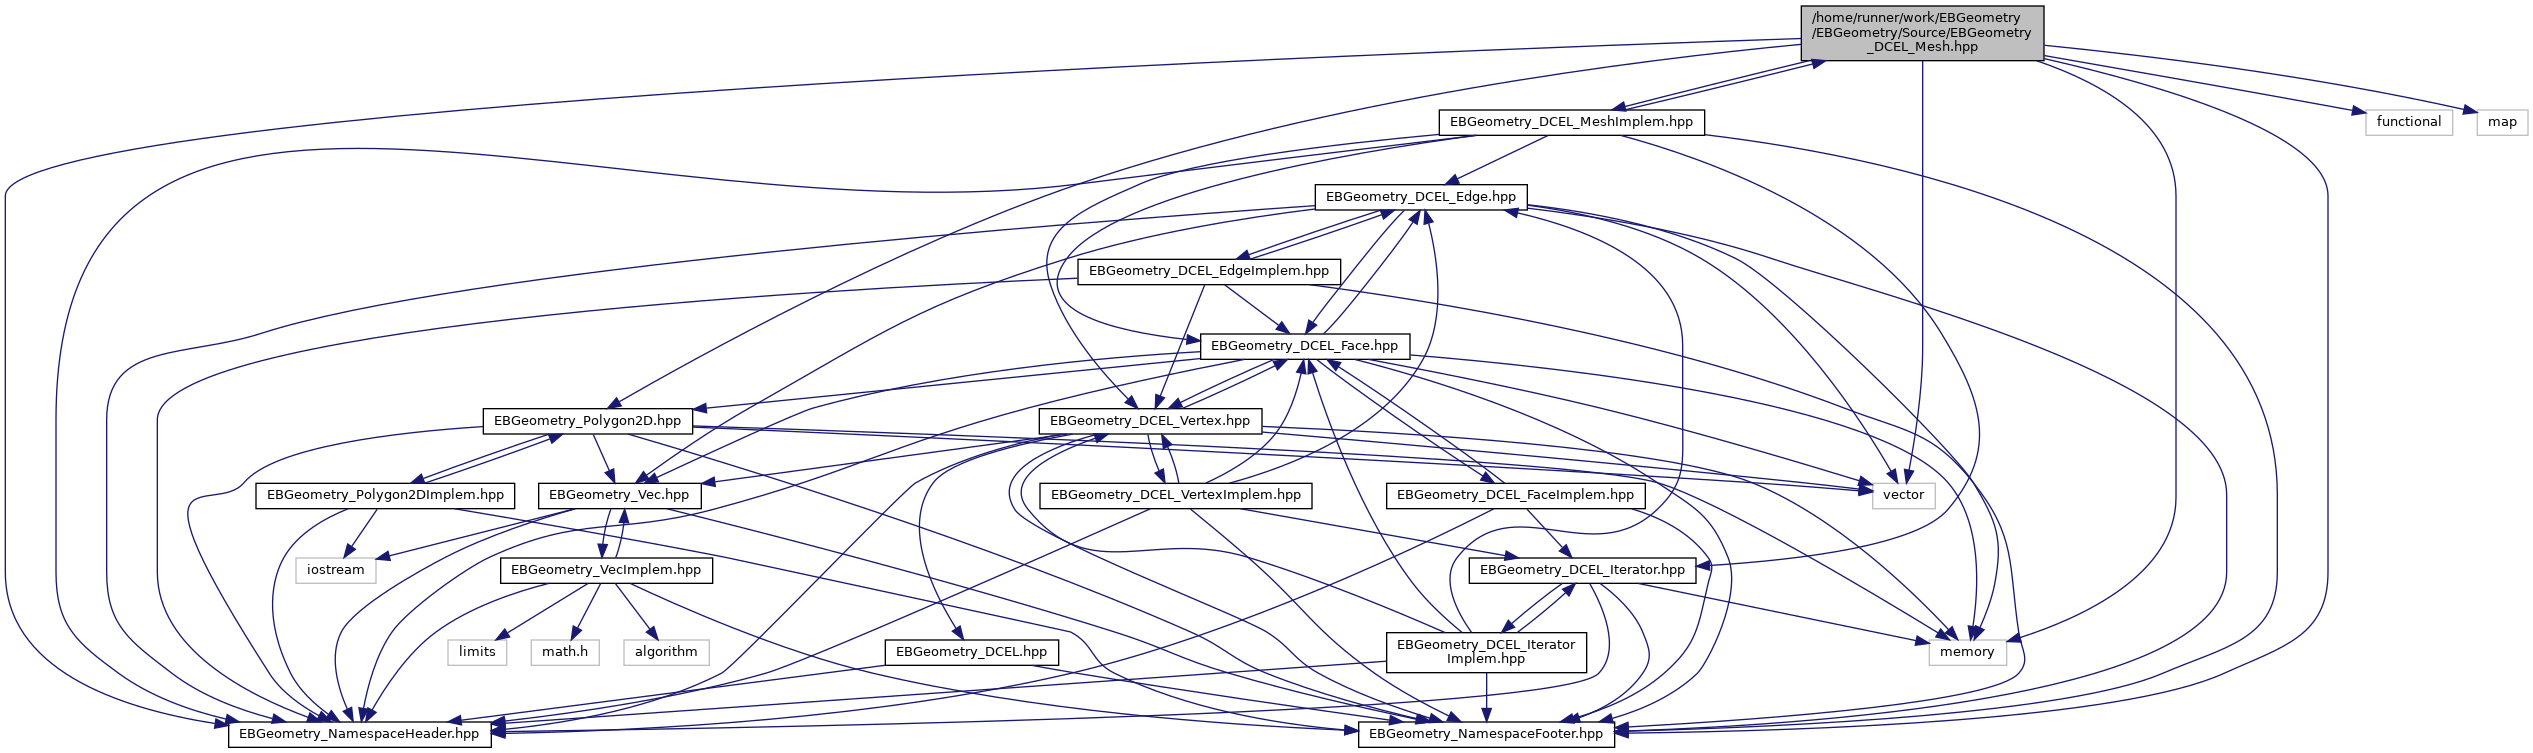 /home/runner/work/EBGeometry
/EBGeometry/Source/EBGeometry
_DCEL_Mesh.hpp
EBGeometry_DCEL_MeshImplem.hpp
functional
map
EBGeometry_DCEL_Edge.hpp
EBGeometry_DCEL_EdgeImplem.hpp
EBGeometry_DCEL_Face.hpp
EBGeometry_Polygon2D.hpp
EBGeometry_DCEL_Vertex.hpp
EBGeometry_Polygon2DImplem.hpp
EBGeometry_Vec.hpp
EBGeometry_DCEL_VertexImplem.hpp
EBGeometry_DCEL_FaceImplem.hpp
vector
iostream
EBGeometry_VecImplem.hpp
EBGeometry_DCEL_Iterator.hpp
limits
math.h
algorithm
EBGeometry_DCEL.hpp
EBGeometry_DCEL_Iterator
Implem.hpp
memory
EBGeometry_NamespaceHeader.hpp
EBGeometry_NamespaceFooter.hpp